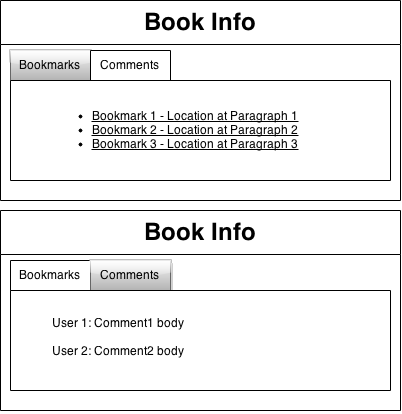 Book Info
Bookmarks Comments
• Bookmark 1 - Location at Paragraph 1
• Bookmark 2 - Location at Paragraph 2
• Bookmark 3 - Location at Paragraph 3
Book Info
Bookmarks Comments
User 1: Comment1 body
User 2: Comment2 body